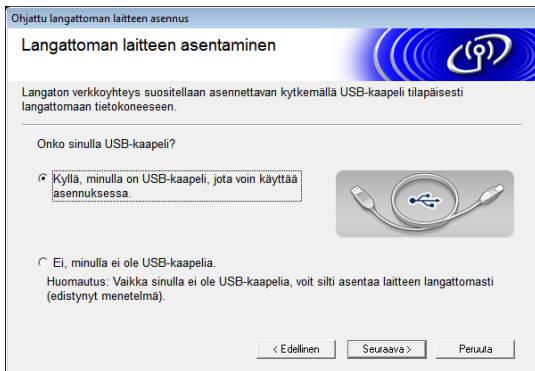 Ohjattu langattoman laitteen asennus
Langattoman laitteen asentaminen
Langaton verkkoyhteys suositellaan asennettavan kytkemällä USB-kaapeli tilapäisesti
langattomaan tietokoneeseen.
Onko sinulla USB-kaapeli?
Kyllä, minulla on USB-kaapeli, jota voin käyttää
asennuksessa.
Ei, minulla ei ole USB-kaapelia.
Huomautus: Vaikka sinulla ei ole USB-kaapelia, voit silti asentaa laitteen langattomasti
(edistynyt menetelmä).
< Edellinen
Seuraava >
Peruuta